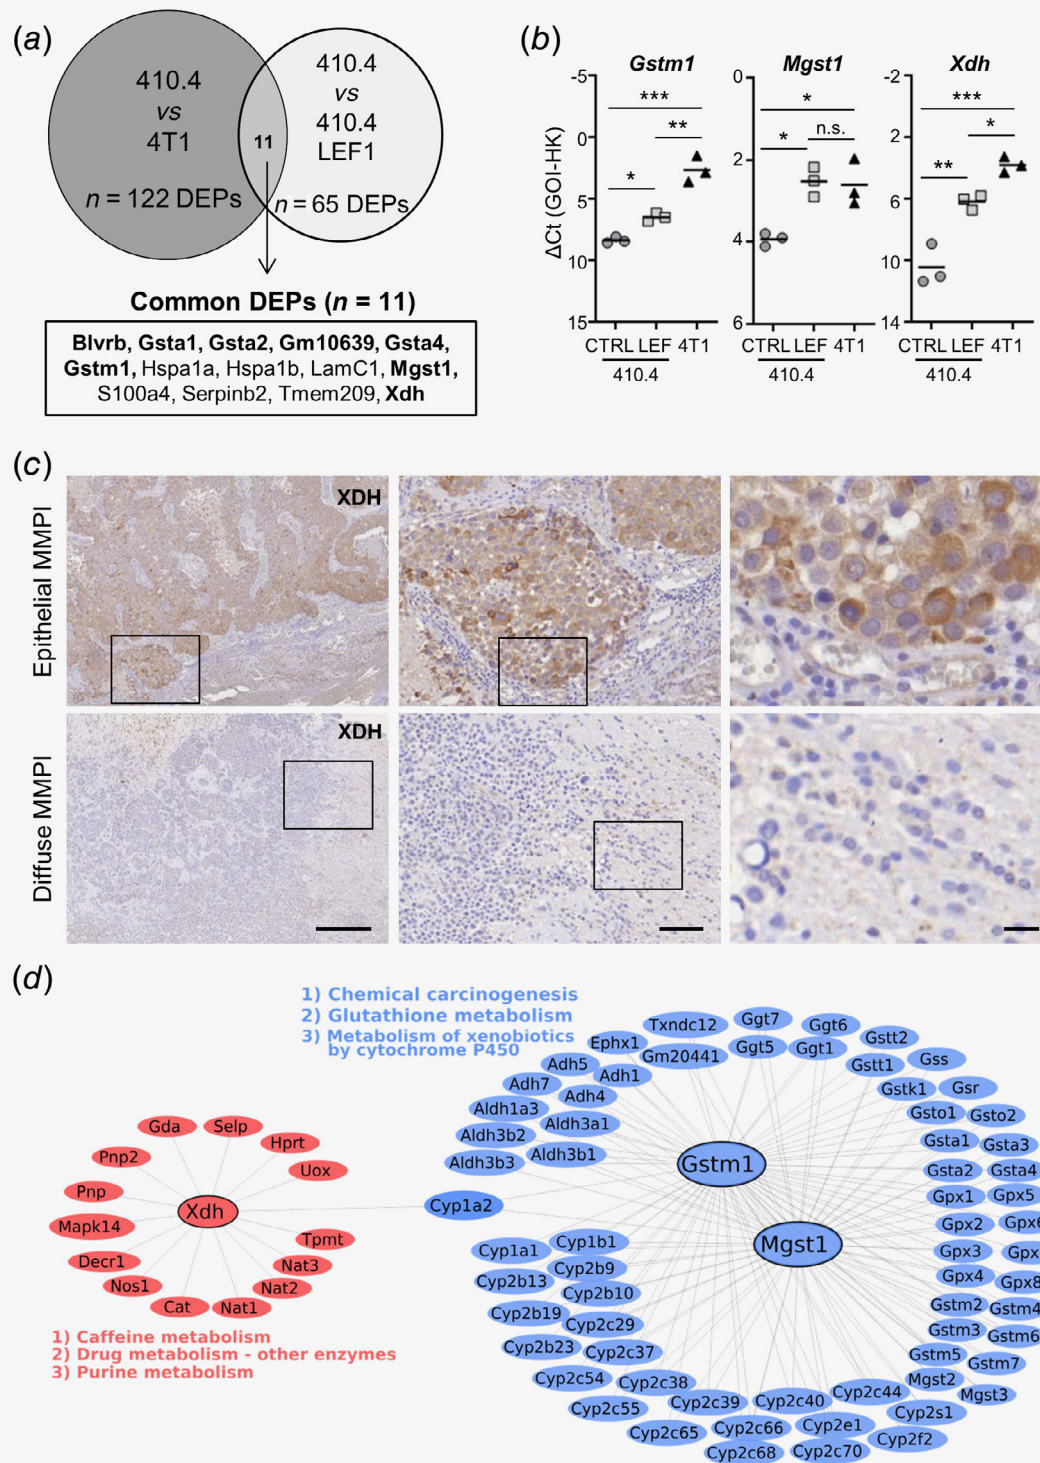 (a)
410.4
vs
4T1
n = 122 DEPs
11
410.4
vs
410.4
LEF1
n = 65 DEPs
Common DEPs (n = 11)
Blvrb, Gsta1, Gsta2, Gm10639, Gsta4,
Gstm1, Hspa1a, Hspa1b, LamC1, Mgst1,
S100a4, Serpinb2, Tmem209, Xdh
(b)
ΔCt (GOI-HK)
Gstm1
-5
0
5
10
15
***
**
*
CTRL LEF 4T1
410.4
Mgst1
0
2
4
6
*
n.s.
*
CTRL LEF 4T1
410.4
Xdh
-2
2
6
10
14
***
*
**
CTRL LEF 4T1
410.4
(c)
Epithelial MMPI
XDH
Diffuse MMPI
XDH
(d)
1) Chemical carcinogenesis
2) Glutathione metabolism
3) Metabolism of xenobiotics
by cytochrome P450
Gda
Selp
Hprt
Uox
Pnp2
Pnp
Mapk14
Decr1
Nos1
Cat
Nat1
Nat2
Nat3
Tpmt
Xdh
1) Caffeine metabolism
2) Drug metabolism - other enzymes
3) Purine metabolism
Cyp1a2
Gstm1
Mgst1
Txndc12
Ggt7
Ggt6
Gstt2
Gss
Gsr
Gsto2
Gsta3
Gsta4
Gpx5
Gpx6
Gpx
Gpx8
Gstm4
Gstm6
Gstm7
Mgst3
Ephx1
Gm20441
Ggt5
Ggt1
Gstt1
Gstk1
Gsto1
Gsta1
Gsta2
Gpx1
Gpx2
Gpx3
Gpx4
Gstm2
Gstm3
Gstm5
Mgst2
Adh5
Adh1
Adh7
Adh4
Aldh1a3
Aldh3a1
Aldh3b2
Aldh3b1
Aldh3b3
Cyp1a1
Cyp1b1
Cyp2b13
Cyp2b9
Cyp2b10
Cyp2b19
Cyp2c29
Cyp2b23
Cyp2c37
Cyp2c54
Cyp2c38
Cyp2c55
Cyp2c39
Cyp2c40
Cyp2c44
Cyp2s1
Cyp2c65
Cyp2c66
Cyp2e1
Cyp2f2
Cyp2c68
Cyp2c70